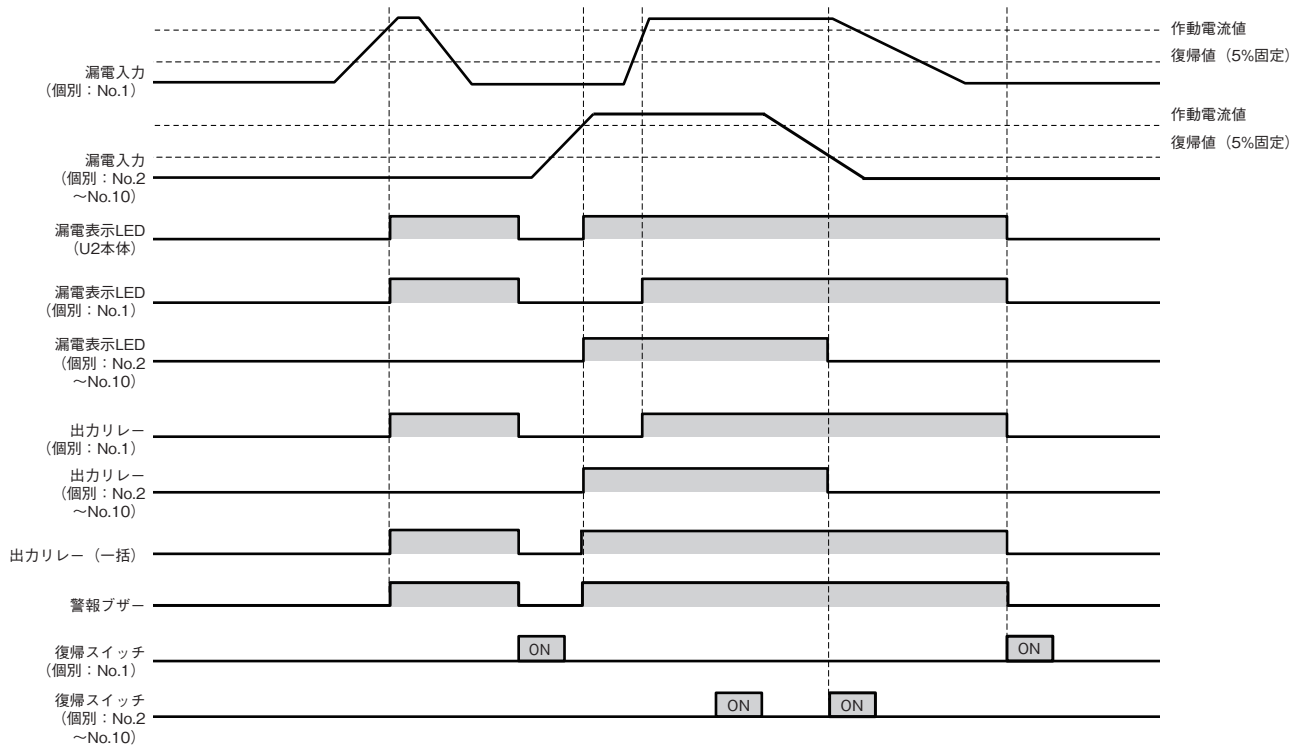 作動電流値
復帰値（5%固定）
漏電入力
（個別：No.1）
作動電流値
復帰値（5%固定）
漏電入力
（個別：No.2
～No.10）
漏電表示LED
（U2本体）
漏電表示LED
（個別：No.1）
漏電表示LED
（個別：No.2
～No.10）
出力リレー
（個別：No.1）
出力リレー
（個別：No.2
～No.10）
出力リレー（一括）
警報ブザー
復帰スイッチ
（個別：No.1）
ON
ON
復帰スイッチ
（個別：No.2
～No.10）
ON
ON